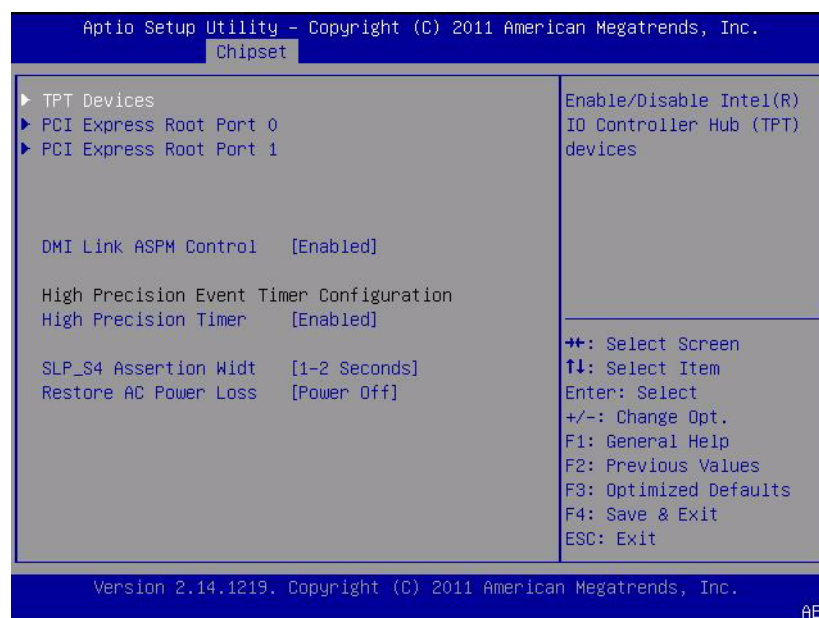 Aptio Setup Utility – Copyright (C) 2011 American Megatrends, Inc.
Chipset
TPT Devices
PCI Express Root Port 0
PCI Express Root Port 1
DMI Link ASPM Control [Enabled]
High Precision Event Timer Configuration
High Precision Timer [Enabled]
SLP_S4 Assertion Widt [1-2 Seconds]
Restore AC Power Loss [Power Off]
Enable/Disable Intel(R)
IO Controller Hub (TPT)
devices
→←: Select Screen
↑↓: Select Item
Enter: Select
+/-: Change Opt.
F1: General Help
F2: Previous Values
F3: Optimized Defaults
F4: Save & Exit
ESC: Exit
Version 2.14.1219. Copyright (C) 2011 American Megatrends, Inc.